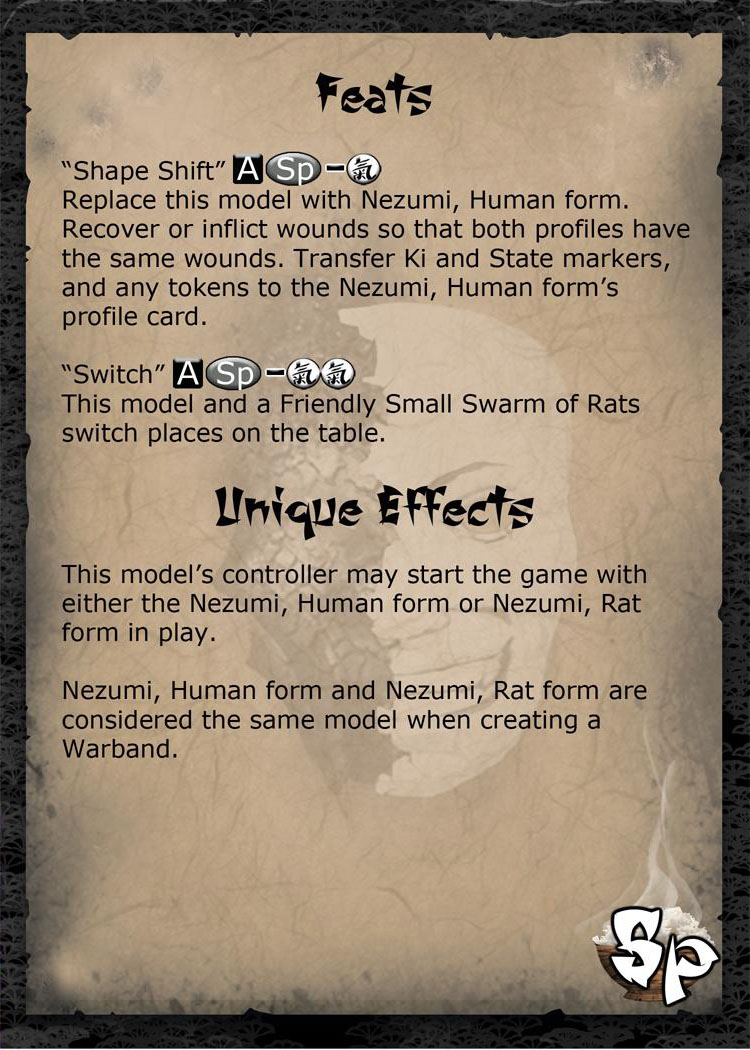 Feats
“Shape Shift” A Sp - 氣
Replace this model with Nezumi, Human form.
Recover or inflict wounds so that both profiles have
the same wounds. Transfer Ki and State markers,
and any tokens to the Nezumi, Human form’s
profile card.
“Switch” A Sp - 氣 氣
This model and a Friendly Small Swarm of Rats
switch places on the table.
Unique Effects
This model’s controller may start the game with
either the Nezumi, Human form or Nezumi, Rat
form in play.
Nezumi, Human form and Nezumi, Rat form are
considered the same model when creating a
Warband.
Sp